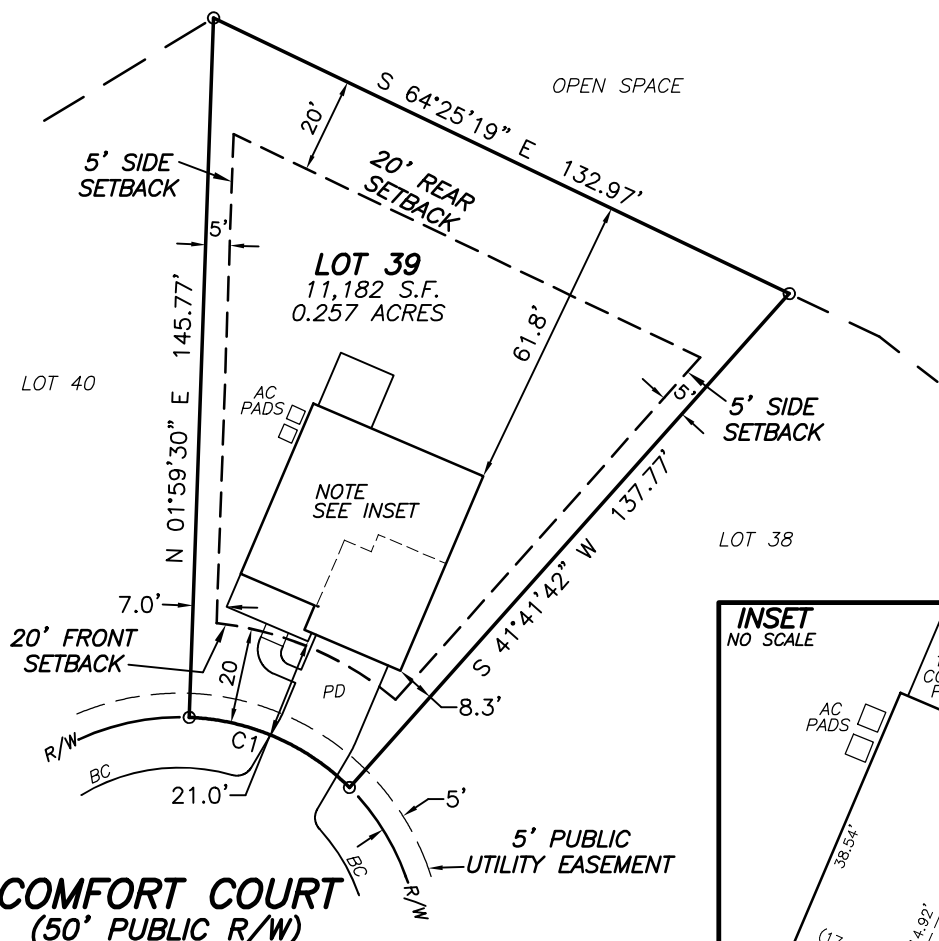 OPEN SPACE
S 64°25'19" E 132.97'
20'
20' REAR
SETBACK
5' SIDE
SETBACK
5'
LOT 39
11,182 S.F.
0.257 ACRES
61.8'
N 01°59'30" E 145.77'
LOT 40
AC
PADS
5'
5' SIDE
SETBACK
NOTE
SEE INSET
S 41°41'42" W 137.77'
LOT 38
7.0'
20' FRONT
SETBACK
20
PD
8.3'
R/W
C1
BC
21.0'
5'
5' PUBLIC
UTILITY EASEMENT
BC
R/W
COMFORT COURT
(50' PUBLIC R/W)
INSET
NO SCALE
AC
PADS
38.54'